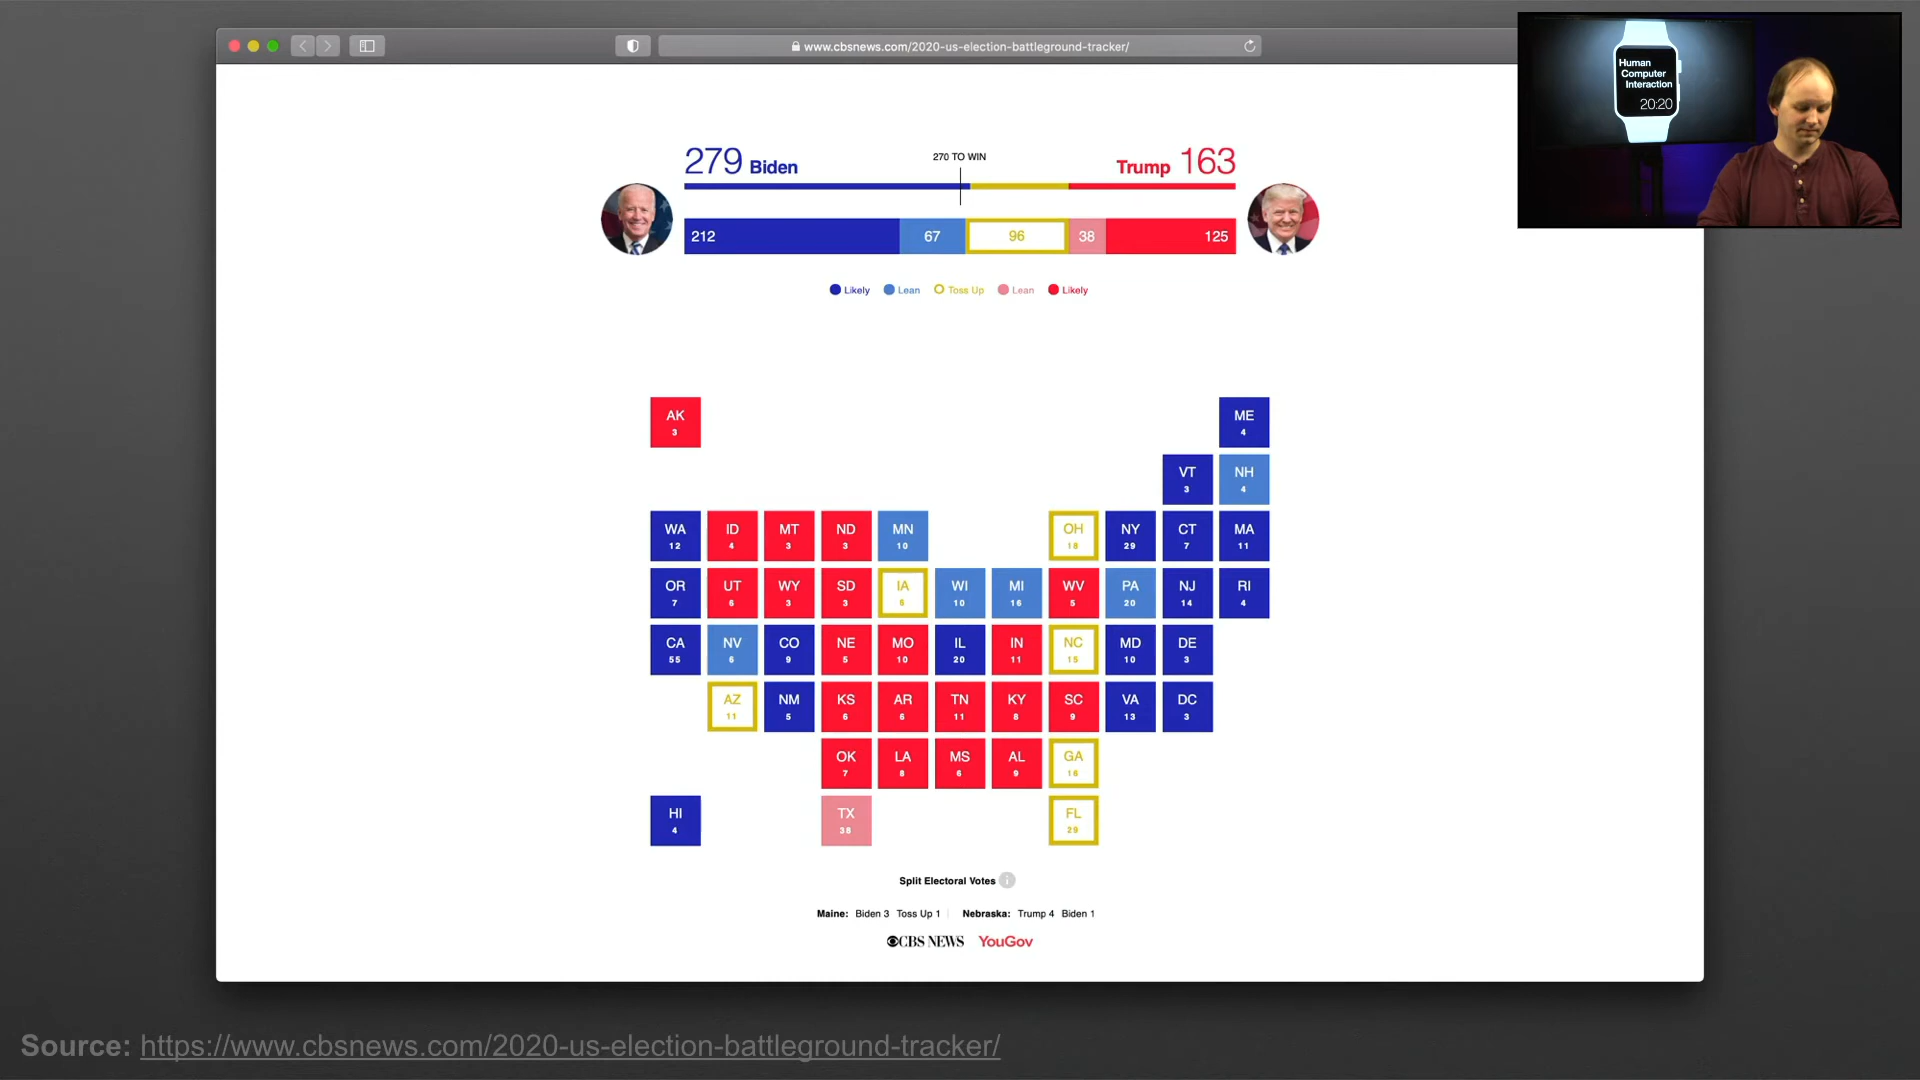 www.cbsnews.com/2020-us-election-battleground-tracker/
Human
Computer
Interaction
20:20
279 Biden
270 TO WIN
Trump 163
212
67
96
38
125
Likely
Lean
Toss Up
Lean
Likely
AK
3
ME
4
VT
3
NH
4
WA
12
ID
4
MT
3
ND
3
MN
10
OH
18
NY
29
CT
7
MA
11
OR
7
UT
6
WY
3
SD
3
IA
6
WI
10
MI
16
WV
5
PA
20
NJ
14
RI
4
CA
55
NV
6
CO
9
NE
5
MO
10
IL
20
IN
11
NC
15
MD
10
DE
3
AZ
11
NM
5
KS
6
AR
6
TN
11
KY
8
SC
9
VA
13
DC
3
OK
7
LA
8
MS
6
AL
9
GA
16
HI
4
TX
38
FL
29
Split Electoral Votes i
Maine: Biden 3 Toss Up 1 Nebraska: Trump 4 Biden 1
CBS NEWS YouGov
Source: https://www.cbsnews.com/2020-us-election-battleground-tracker/